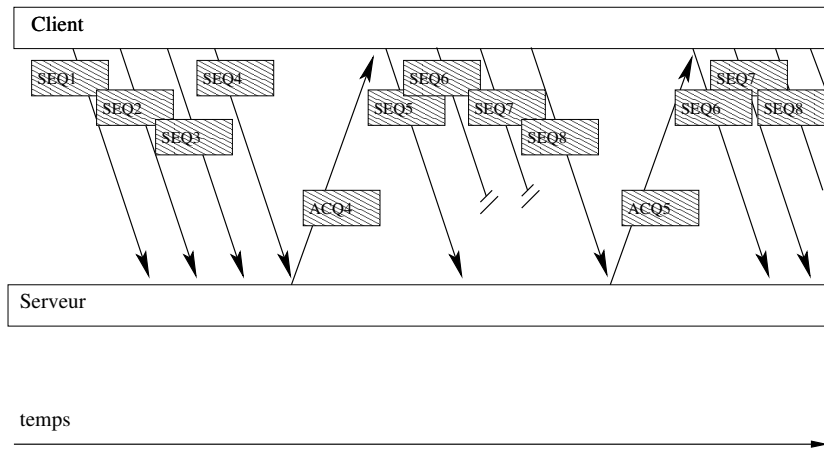 Client
SEQ1
SEQ2
SEQ3
SEQ4
ACQ4
SEQ5
SEQ6
SEQ7
SEQ8
ACQ5
SEQ6
SEQ7
SEQ8
Serveur
temps